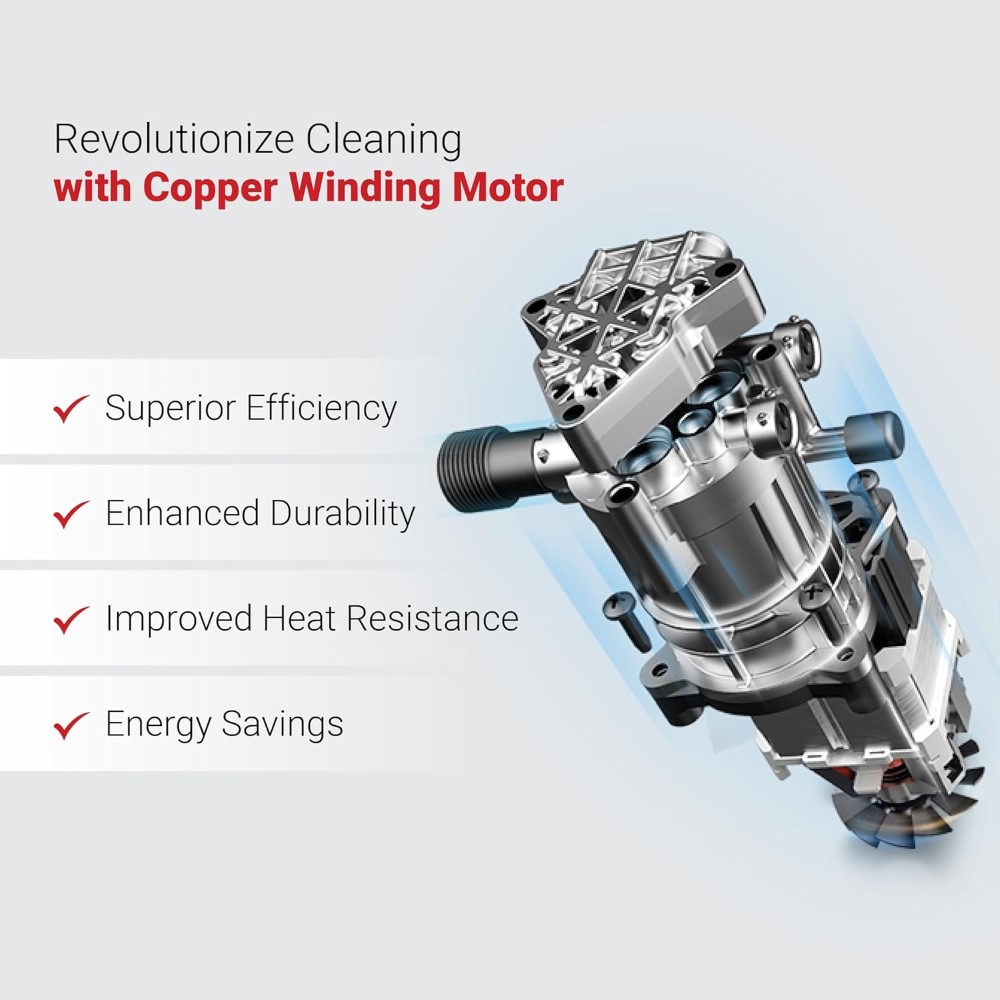 Revolutionize Cleaning
with Copper Winding Motor
Superior Efficiency
Enhanced Durability
Improved Heat Resistance
Energy Savings